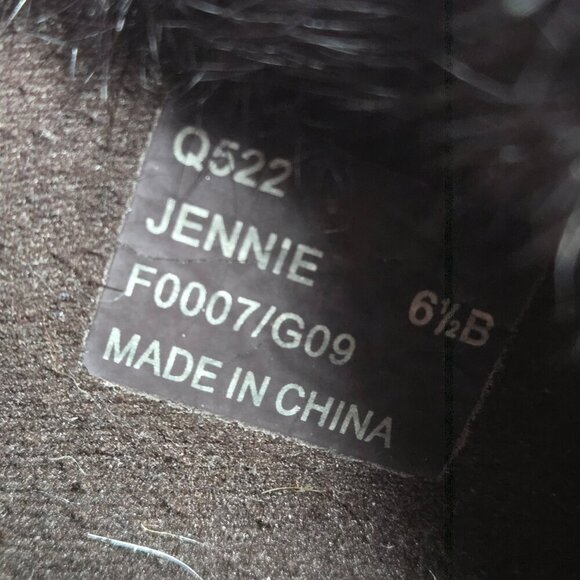 Q522
JENNIE
F0007/G09 6½B
MADE IN CHINA